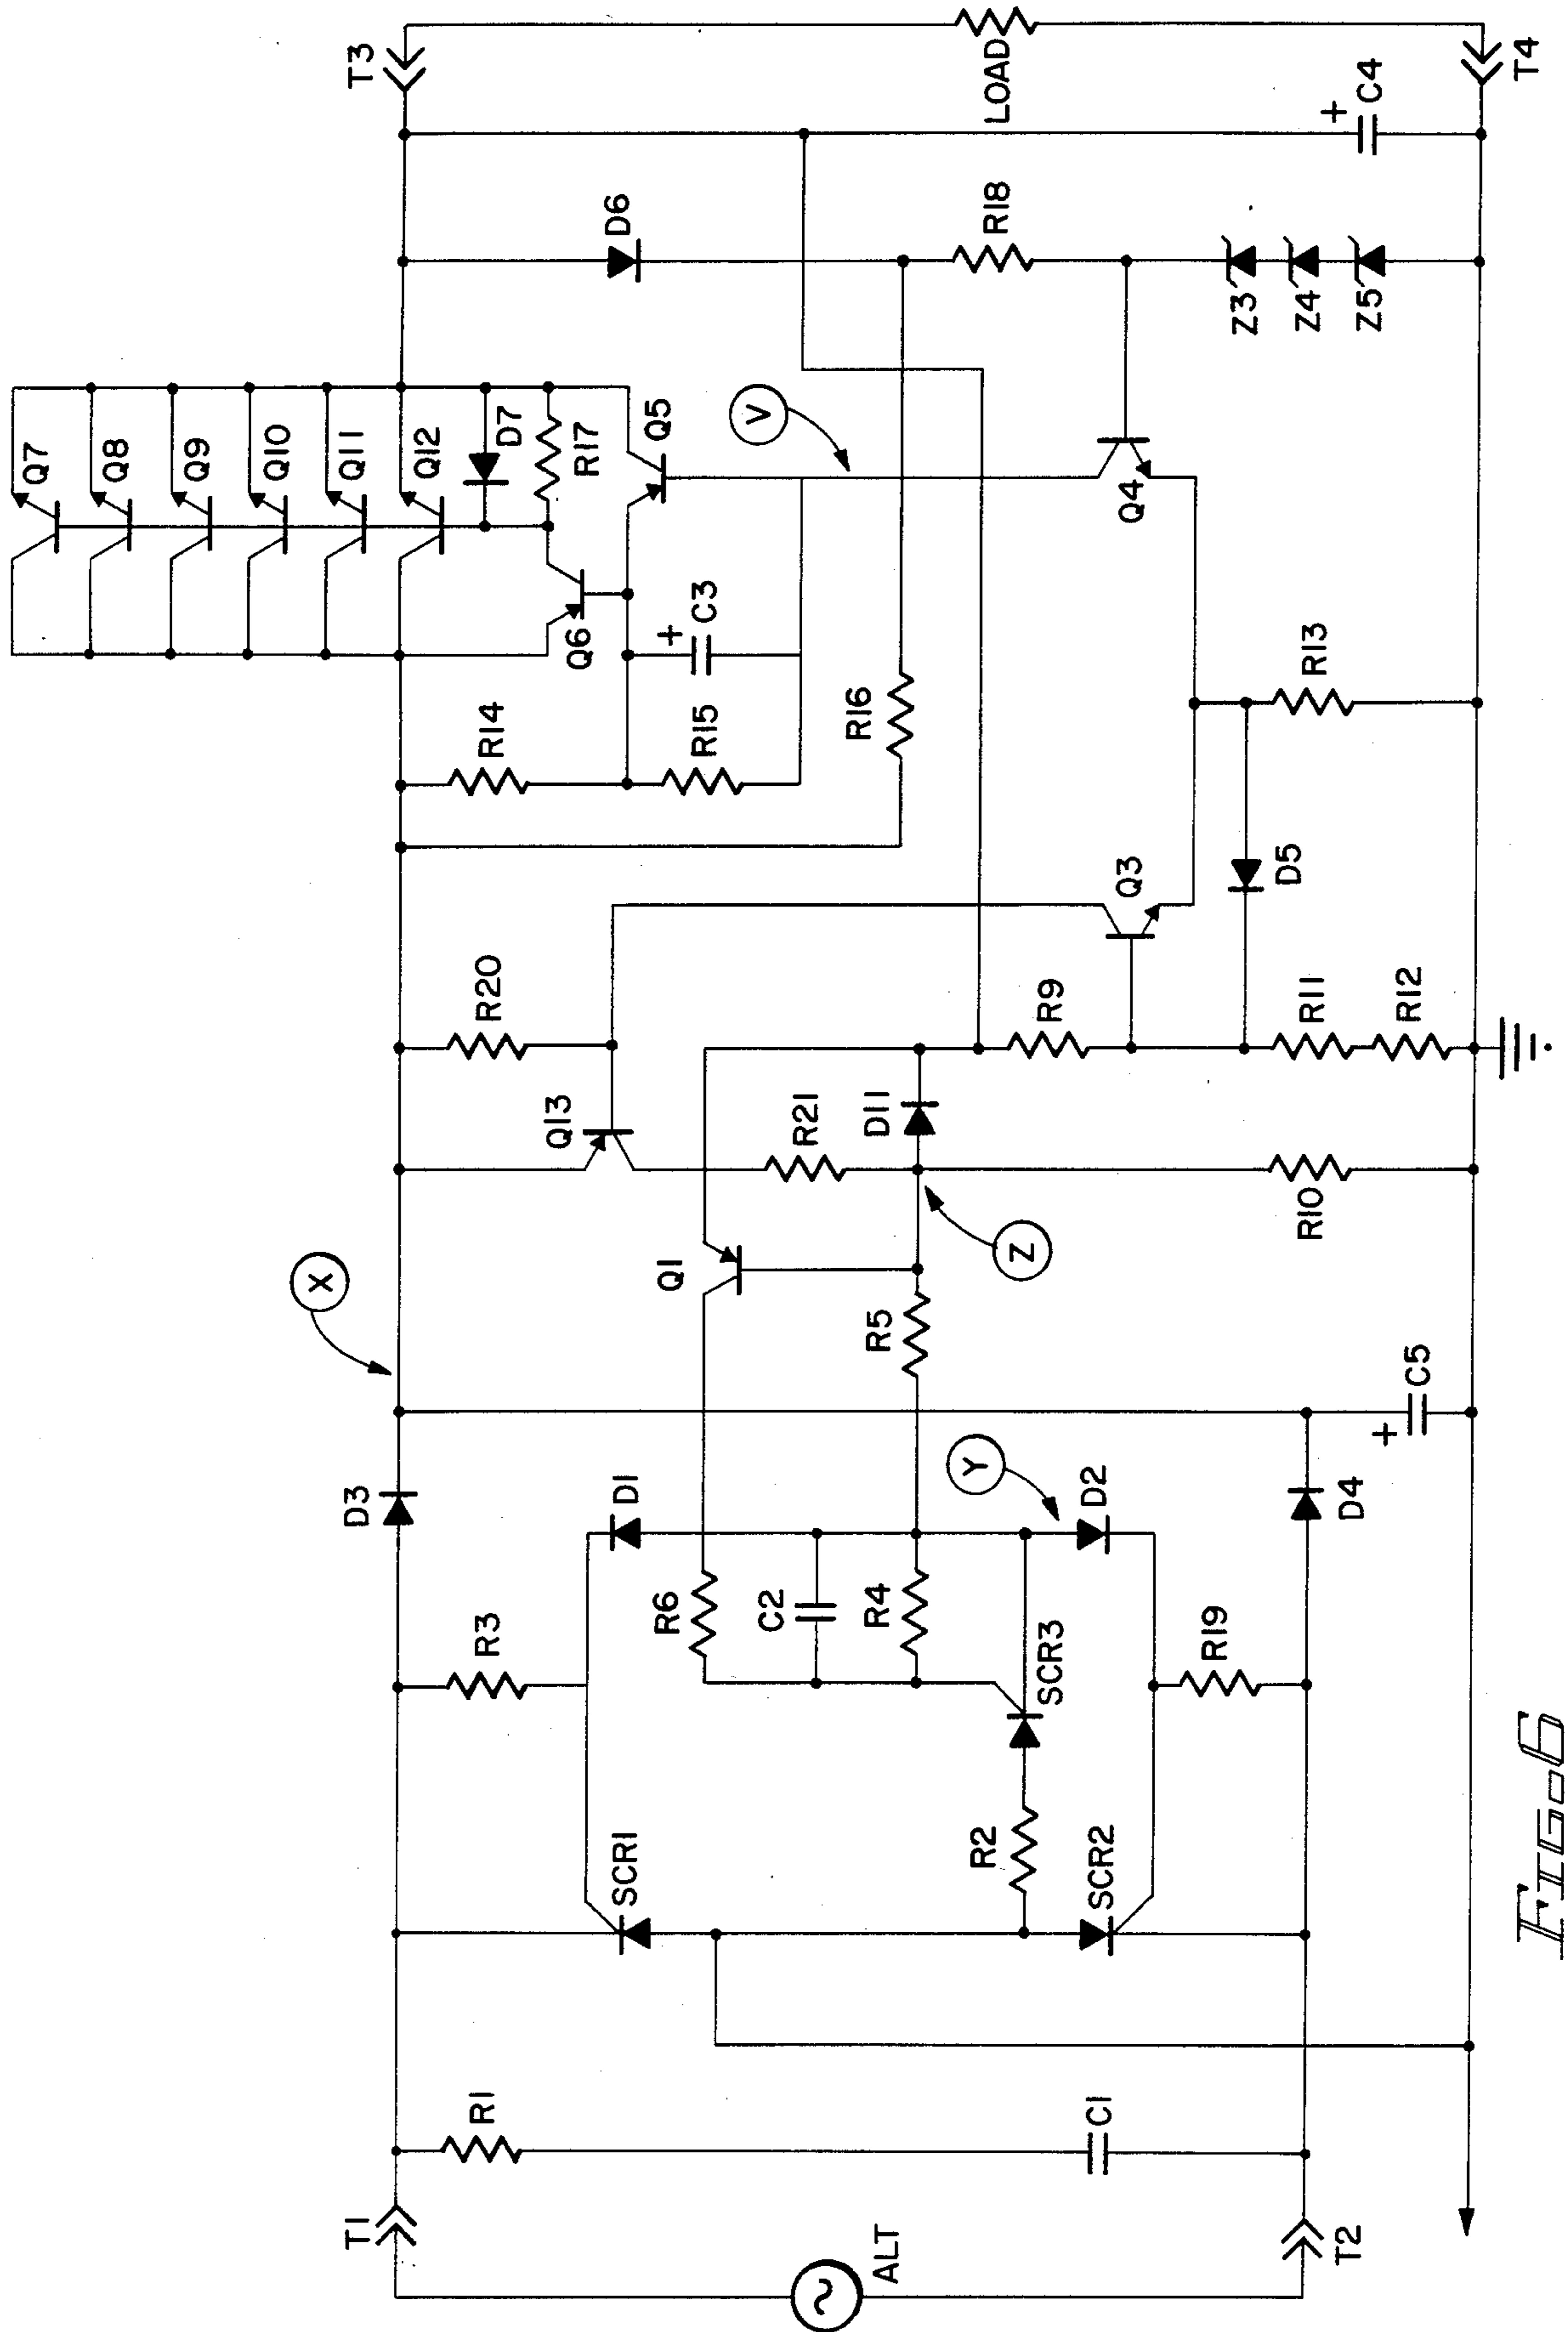 T1
ALT
T2
R1
C1
SCR1
R2
SCR2
R3
R6
C2
R4
SCR3
R19
D3
D1
Y
D2
D4
C5
+
X
Q1
R5
Z
Q13
R21
D11
R10
R20
R9
R11
R12
Q3
D5
R14
R15
R16
R13
Q6
+
C3
Q5
V
Q4
Q7
Q8
Q9
Q10
Q11
Q12
D7
R17
D6
R18
Z3
Z4
Z5
T3
LOAD
+
C4
T4
FIG.6